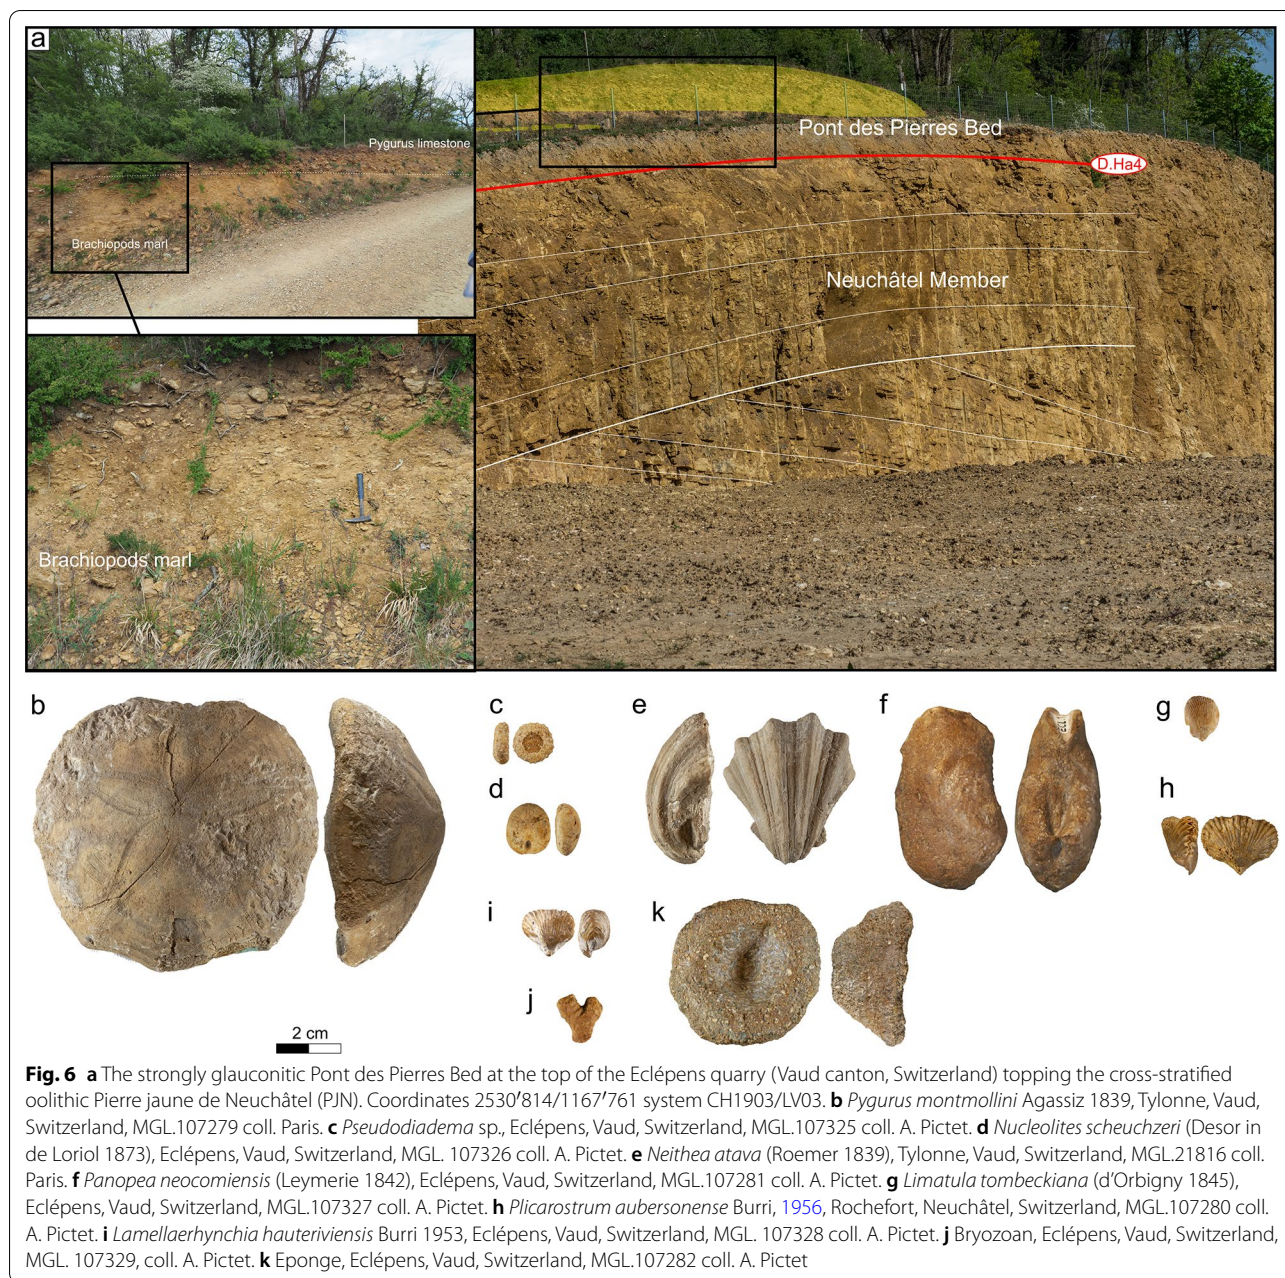 a
Pygurus limestone
Brachiopods marl
Pont des Pierres Bed
D.Ha4
Neuchâtel Member
Brachiopods marl
b
c
d
e
f
g
h
i
j
k
2 cm
Fig. 6 a The strongly glauconitic Pont des Pierres Bed at the top of the Eclépens quarry (Vaud canton, Switzerland) topping the cross-stratified
oolithic Pierre jaune de Neuchâtel (PJN). Coordinates 2530′814/1167′761 system CH1903/LV03. b Pygurus montmollini Agassiz 1839, Tylonne, Vaud,
Switzerland, MGL.107279 coll. Paris. c Pseudodiadema sp., Eclépens, Vaud, Switzerland, MGL.107325 coll. A. Pictet. d Nucleolites scheuchzeri (Desor in
de Loriol 1873), Eclépens, Vaud, Switzerland, MGL. 107326 coll. A. Pictet. e Neithea atava (Roemer 1839), Tylonne, Vaud, Switzerland, MGL.21816 coll.
Paris. f Panopea neocomiensis (Leymerie 1842), Eclépens, Vaud, Switzerland, MGL.107281 coll. A. Pictet. g Limatula tombeckiana (d’Orbigny 1845),
Eclépens, Vaud, Switzerland, MGL.107327 coll. A. Pictet. h Plicarostrum aubersonense Burri, 1956, Rochefort, Neuchâtel, Switzerland, MGL.107280 coll.
A. Pictet. i Lamellaerhynchia hauteriviensis Burri 1953, Eclépens, Vaud, Switzerland, MGL. 107328 coll. A. Pictet. j Bryozoan, Eclépens, Vaud, Switzerland,
MGL. 107329, coll. A. Pictet. k Eponge, Eclépens, Vaud, Switzerland, MGL.107282 coll. A. Pictet